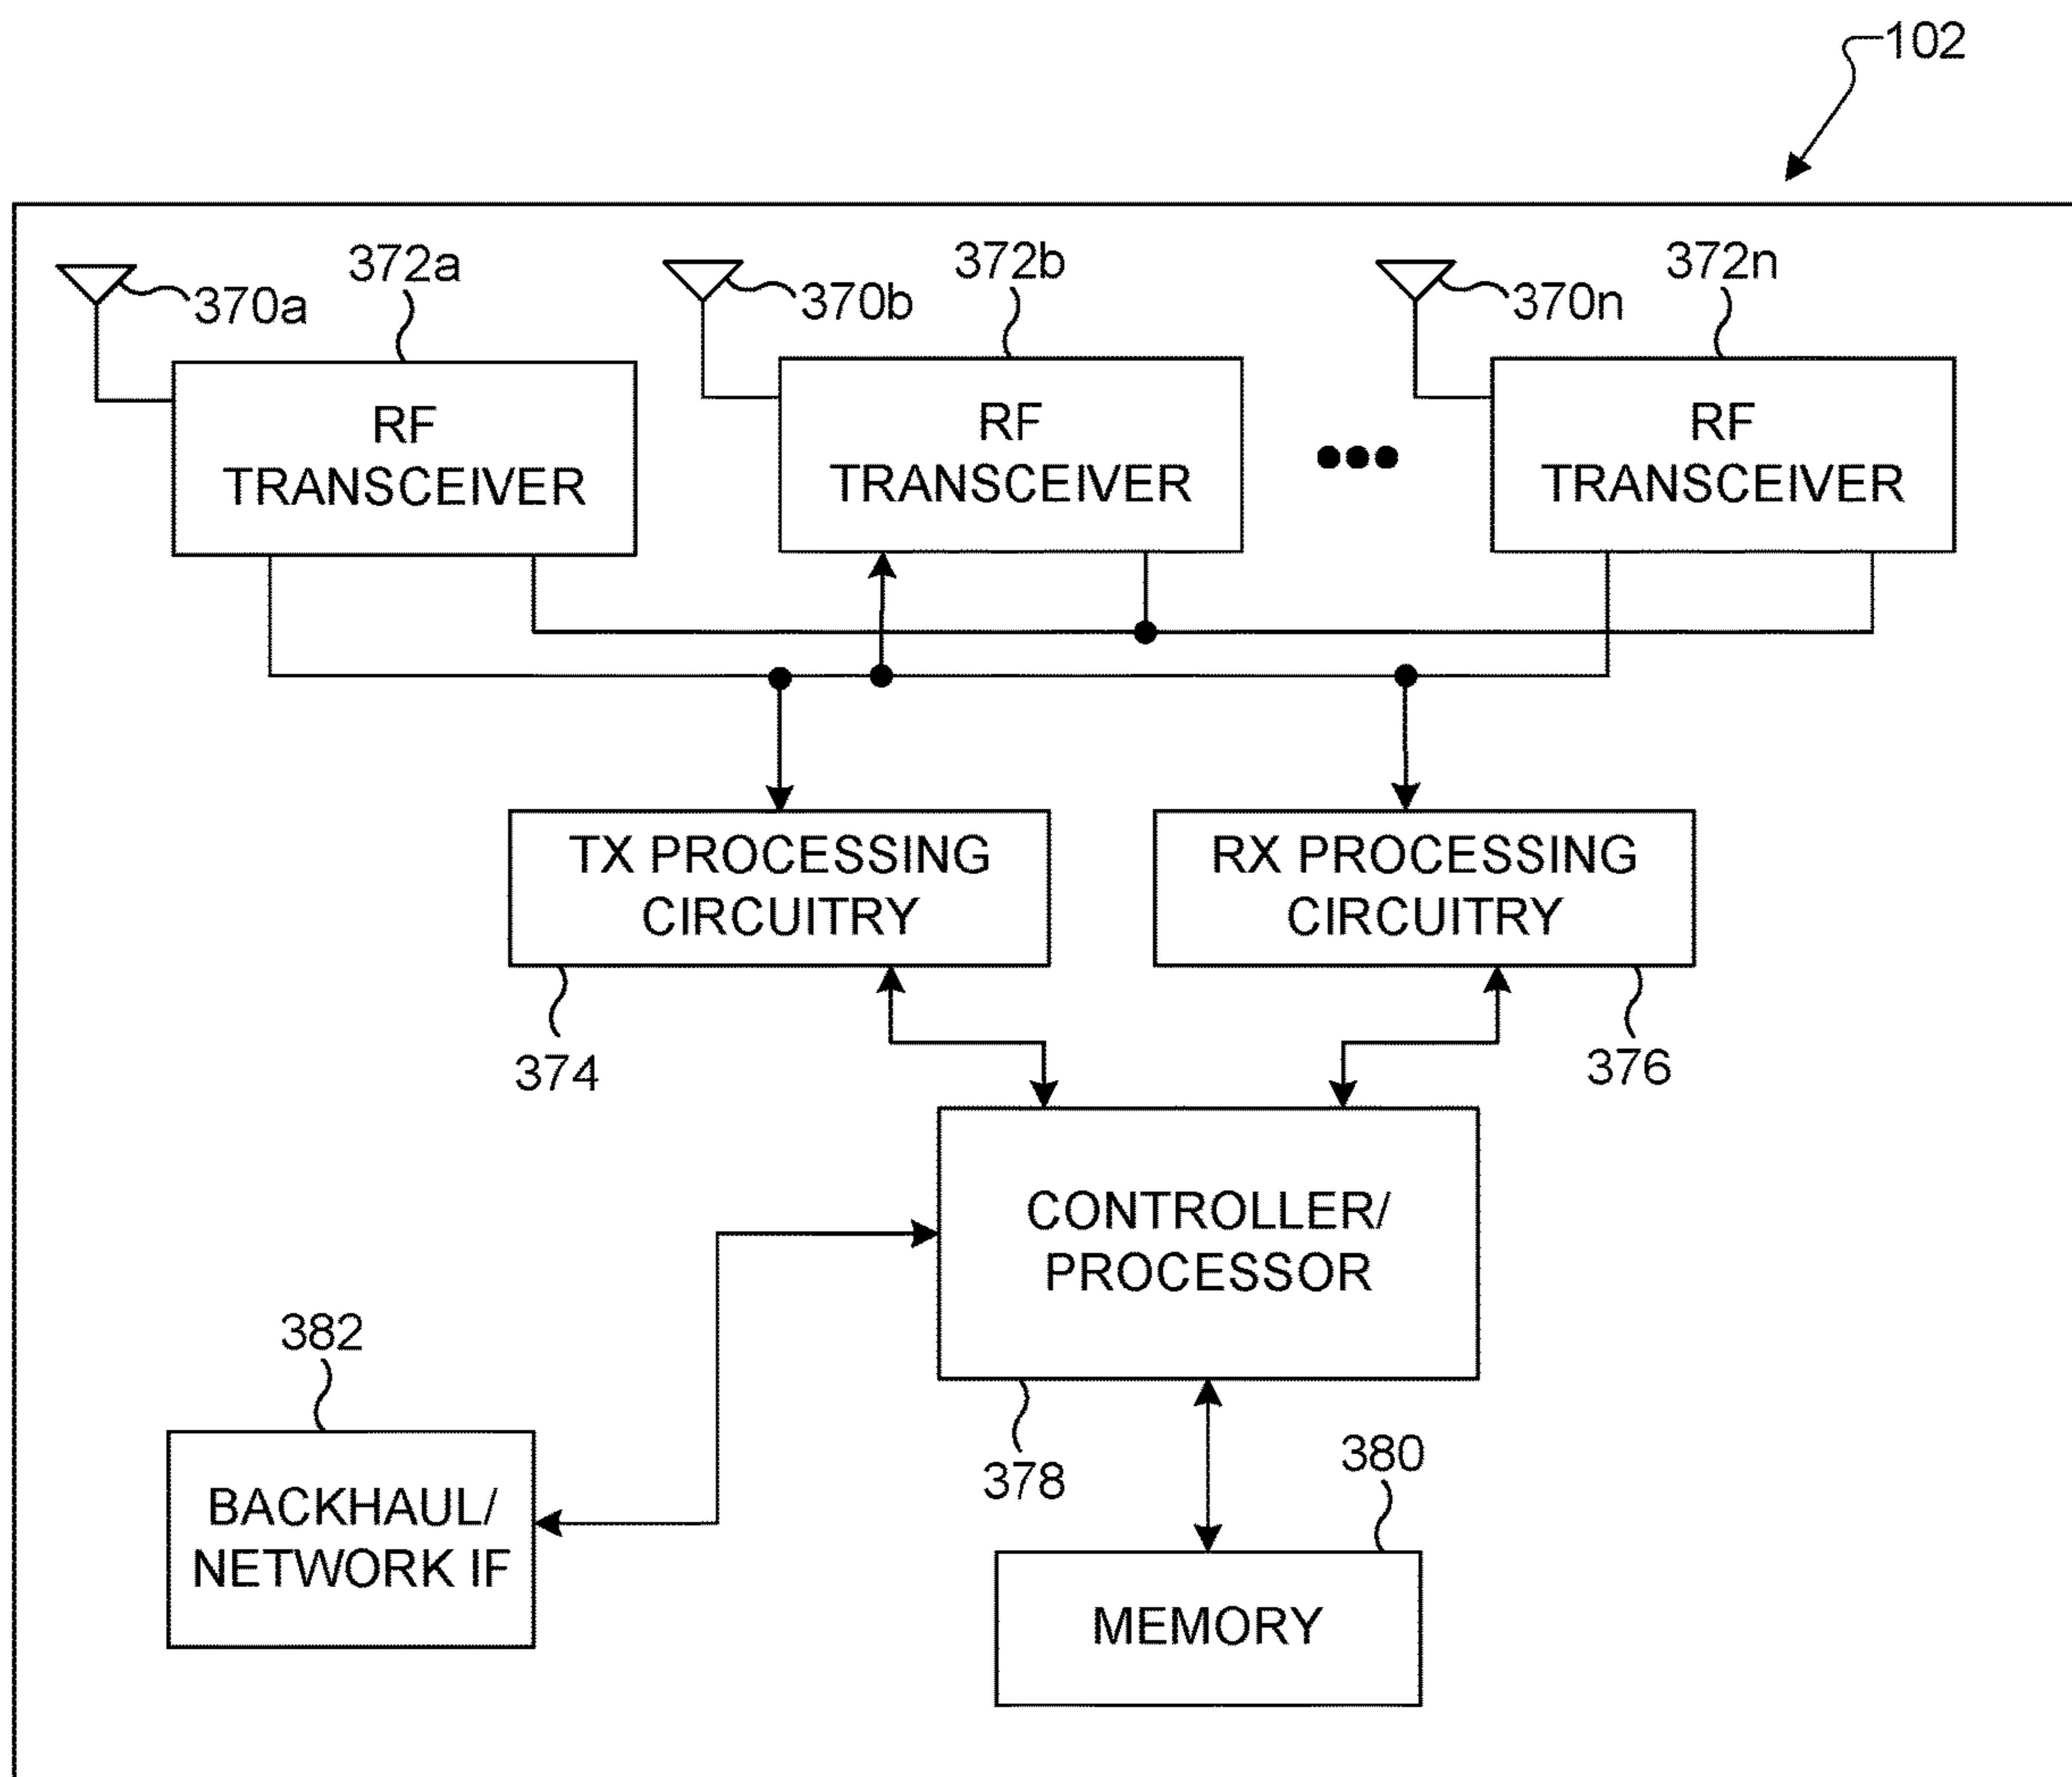 102
372a
372b
372n
370a
370b
370n
RF
TRANSCEIVER
RF
TRANSCEIVER
RF
TRANSCEIVER
TX PROCESSING
CIRCUITRY
RX PROCESSING
CIRCUITRY
374
376
CONTROLLER/
PROCESSOR
382
378
380
BACKHAUL/
NETWORK IF
MEMORY